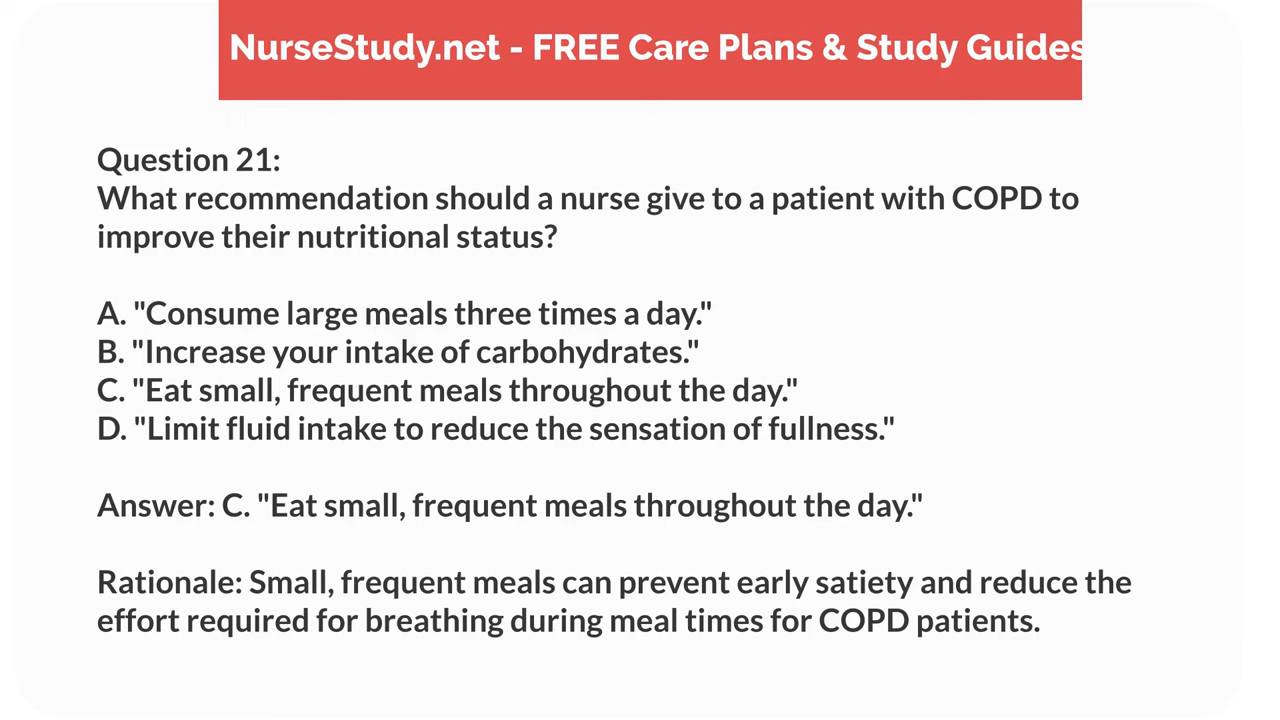 NurseStudy.net - FREE Care Plans & Study Guides
Question 21:
What recommendation should a nurse give to a patient with COPD to
improve their nutritional status?
A. "Consume large meals three times a day."
B. "Increase your intake of carbohydrates."
C. "Eat small, frequent meals throughout the day."
D. "Limit fluid intake to reduce the sensation of fullness."
Answer: C. "Eat small, frequent meals throughout the day."
Rationale: Small, frequent meals can prevent early satiety and reduce the
effort required for breathing during meal times for COPD patients.